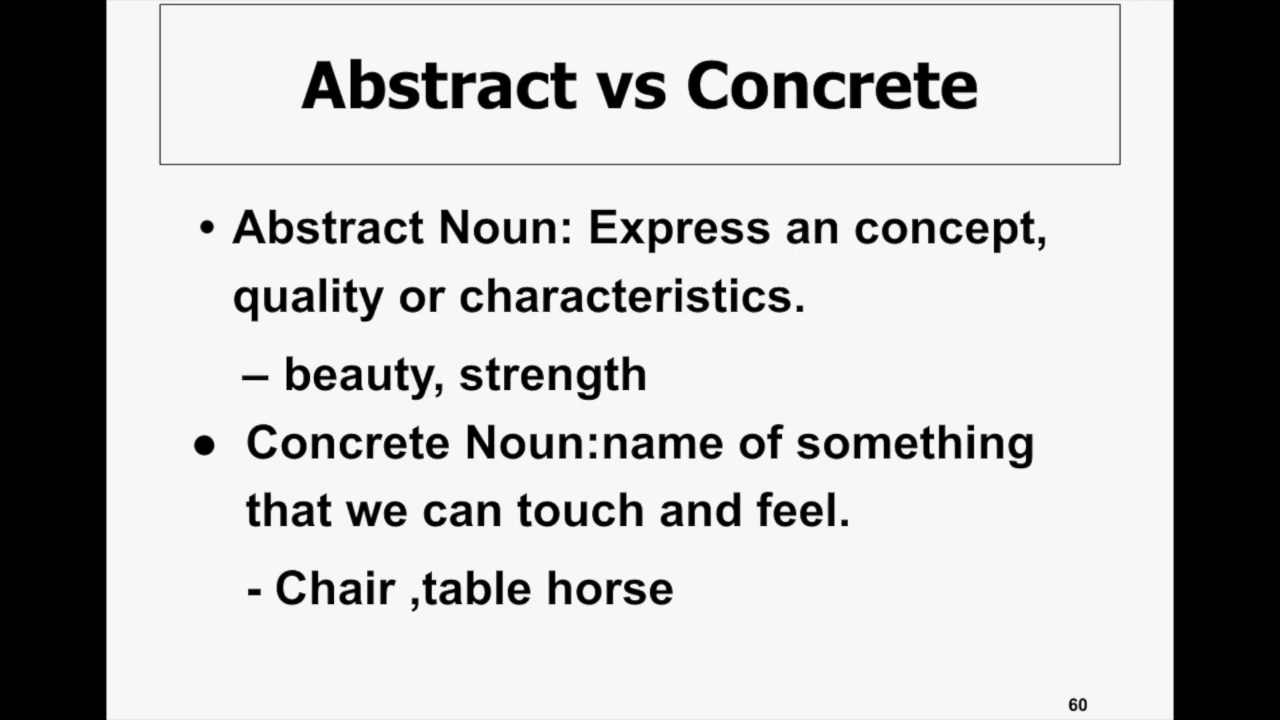 Abstract vs Concrete
• Abstract Noun: Express an concept,
quality or characteristics.
– beauty, strength
● Concrete Noun:name of something
that we can touch and feel.
- Chair ,table horse
60